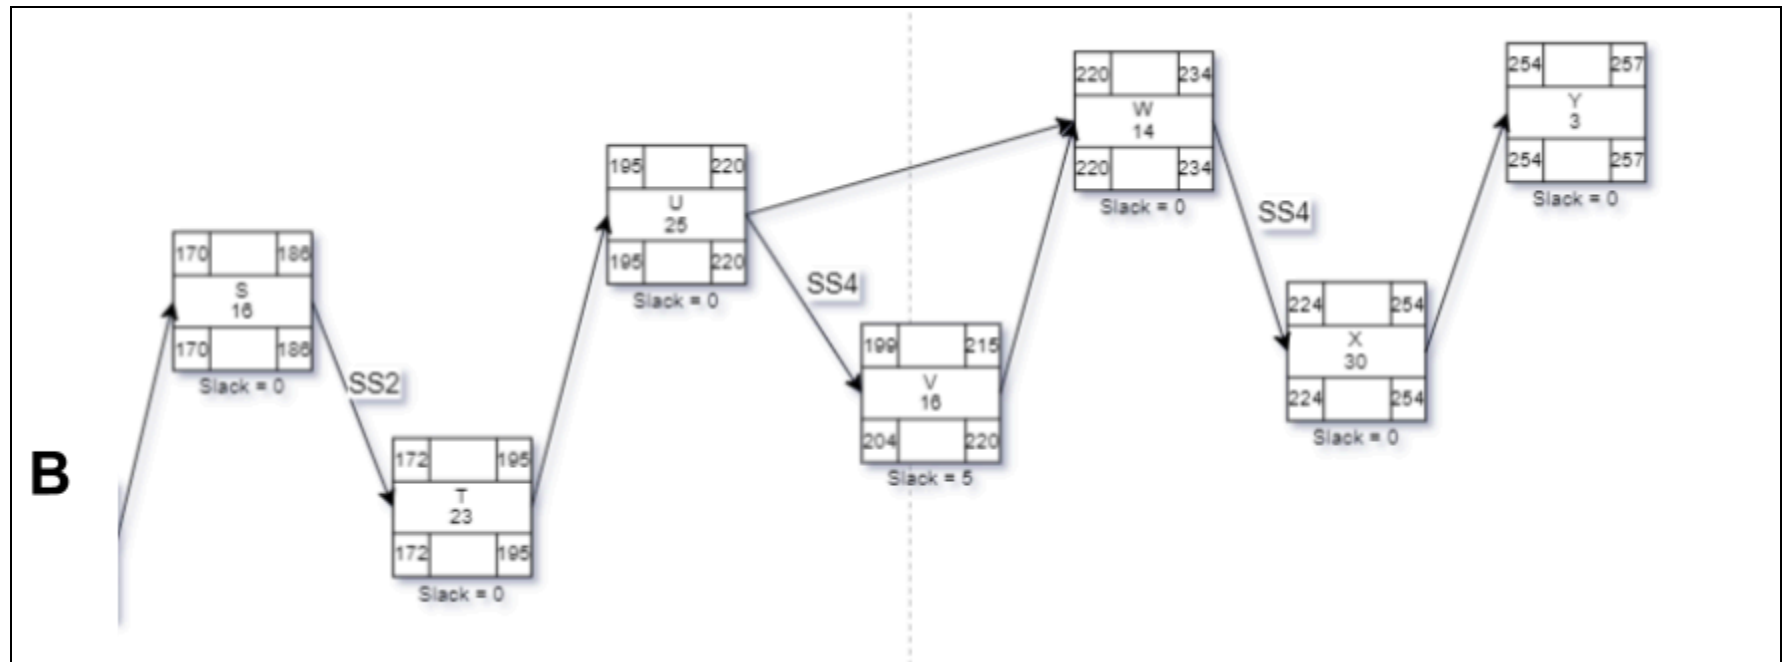 B
170 186
S
16
170 186
Slack = 0
SS2
172 195
T
23
172 195
Slack = 0
195 220
U
25
195 220
Slack = 0
SS4
199 215
V
16
204 220
Slack = 5
220 234
W
14
220 234
Slack = 0
SS4
224 254
X
30
224 254
Slack = 0
254 257
Y
3
254 257
Slack = 0